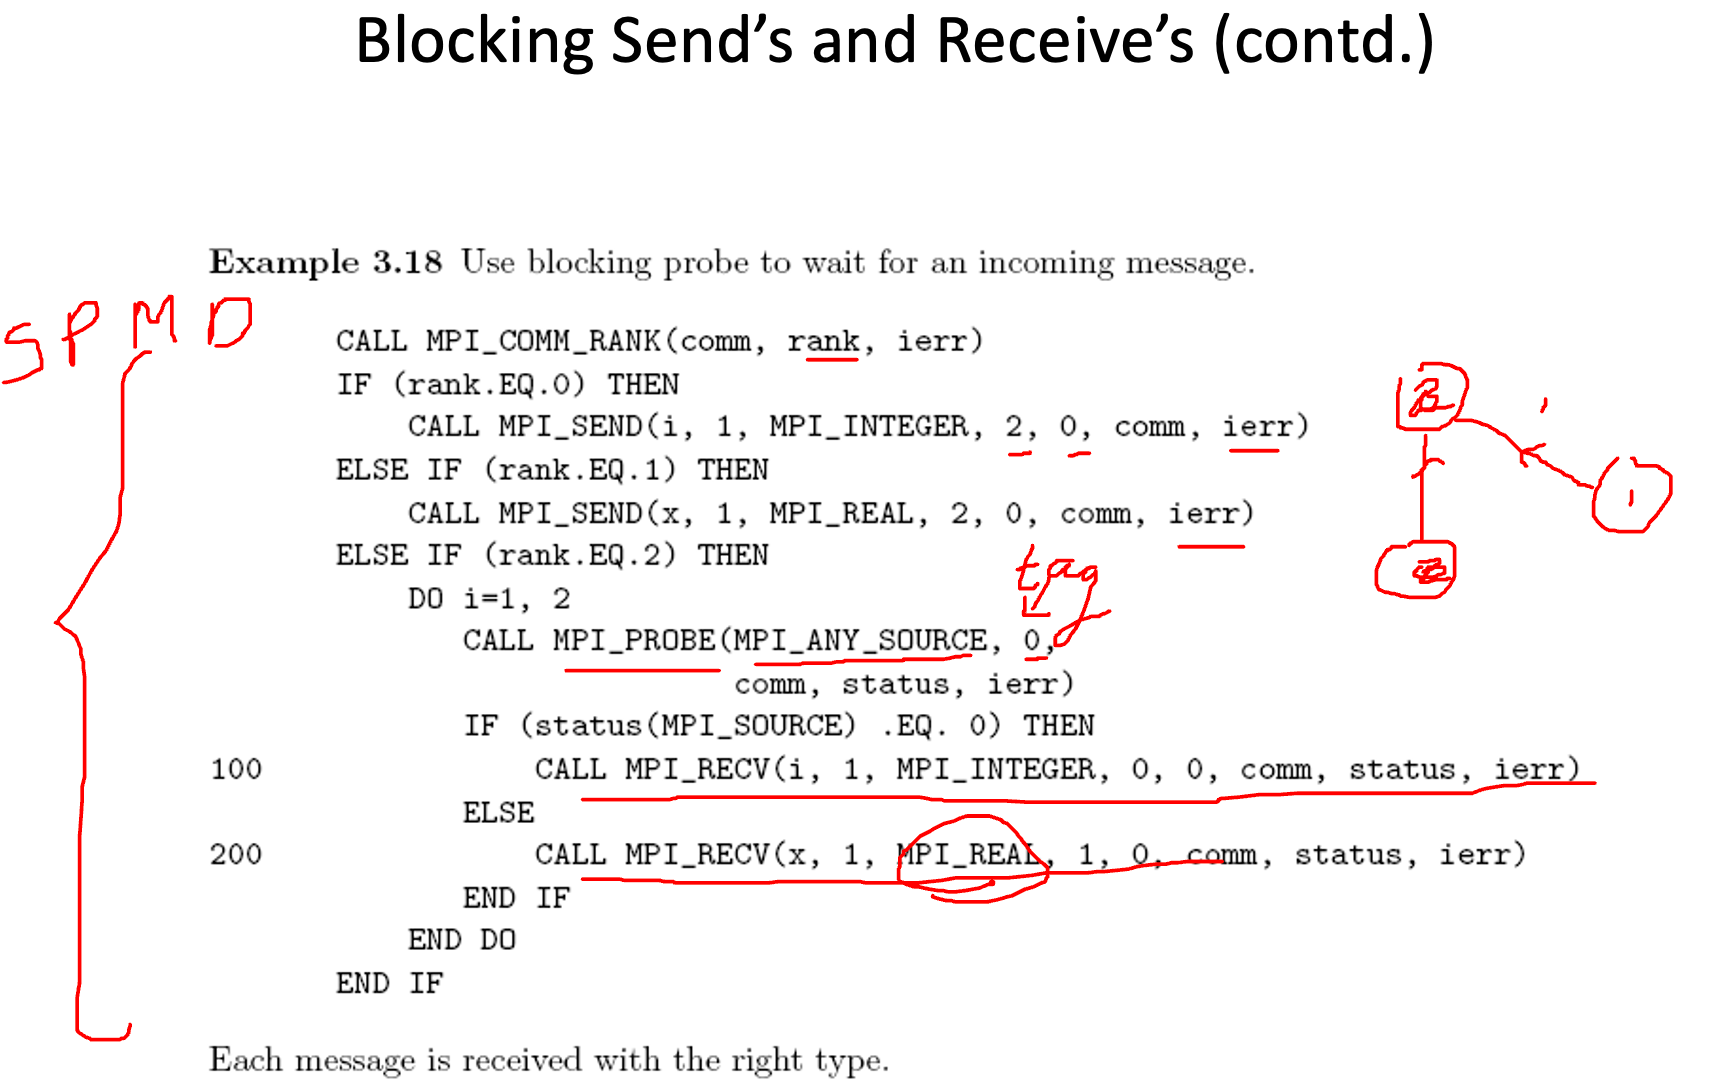 Blocking Send’s and Receive’s (contd.)
Example 3.18 Use blocking probe to wait for an incoming message.
SPMD
CALL MPI_COMM_RANK(comm, rank, ierr)
IF (rank.EQ.0) THEN
CALL MPI_SEND(i, 1, MPI_INTEGER, 2, 0, comm, ierr)
ELSE IF (rank.EQ.1) THEN
CALL MPI_SEND(x, 1, MPI_REAL, 2, 0, comm, ierr)
1
ELSE IF (rank.EQ.2) THEN
tag
DO i=1, 2
CALL MPI_PROBE(MPI_ANY_SOURCE, 0,
comm, status, ierr)
IF (status(MPI_SOURCE) .EQ. 0) THEN
100 CALL MPI_RECV(i, 1, MPI_INTEGER, 0, 0, comm, status, ierr)
ELSE
200 CALL MPI_RECV(x, 1, MPI_REAL, 1, 0, comm, status, ierr)
END IF
END DO
END IF
Each message is received with the right type.